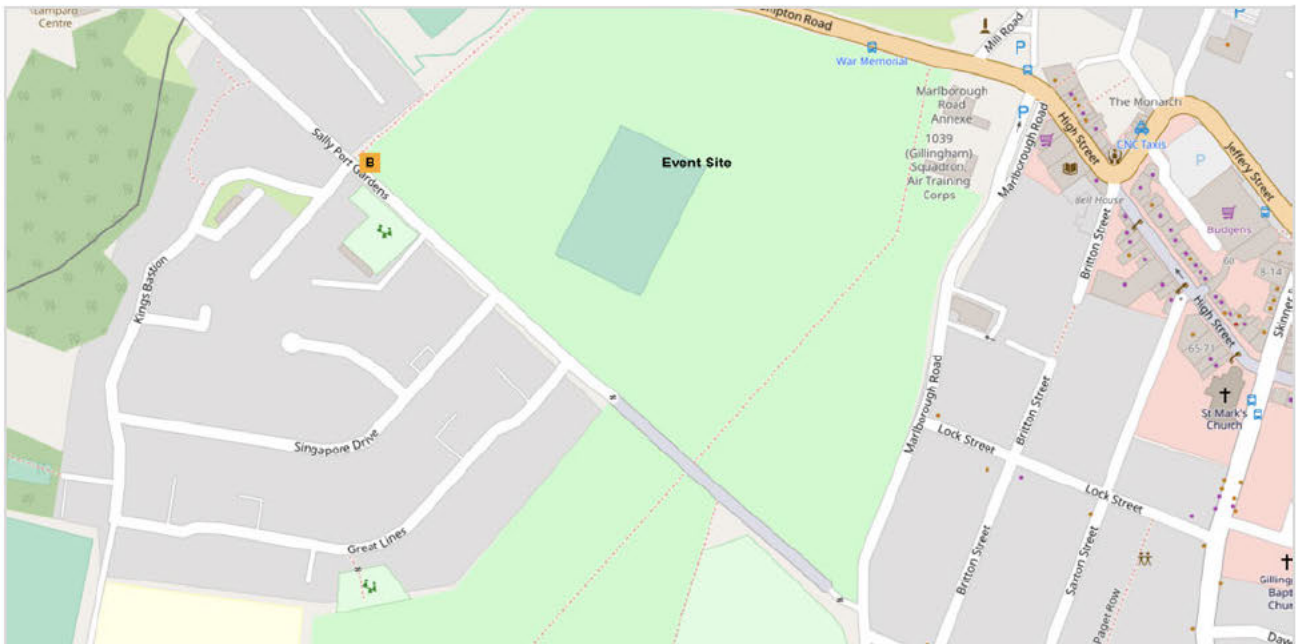 Lampard
Centre
Brompton Road
War Memorial
Mill Road
P
P
P
Marlborough
Road
Annexe
1039
(Gillingham)
Squadron,
Air Training
Corps
Marlborough Road
High Street
The Monarch
CNC Taxis
P
Jeffery Street
Bell House
Britton Street
Budgens
60
8-14
High Street
Skinner
65-71
St Mark's
Church
Sally Port Gardens
B
Event Site
Kings Bastion
Singapore Drive
Great Lines
Marlborough Road
Lock Street
Britton Street
Lock Street
Britton Street
Saxton Street
Paget Row
Gilling
Bapt
Chur
Daw